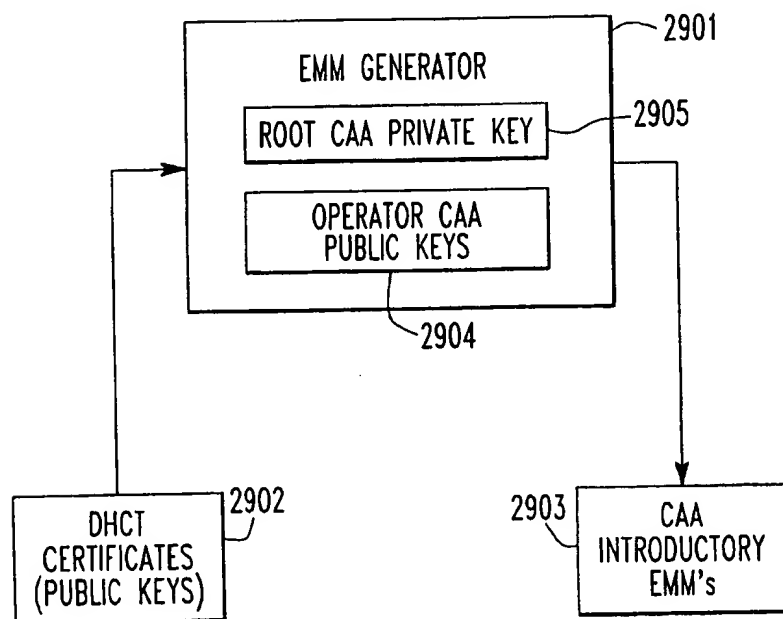 2901
EMM GENERATOR
ROOT CAA PRIVATE KEY
2905
OPERATOR CAA
PUBLIC KEYS
2904
DHCT
CERTIFICATES
(PUBLIC KEYS)
2902
2903
CAA
INTRODUCTORY
EMM's